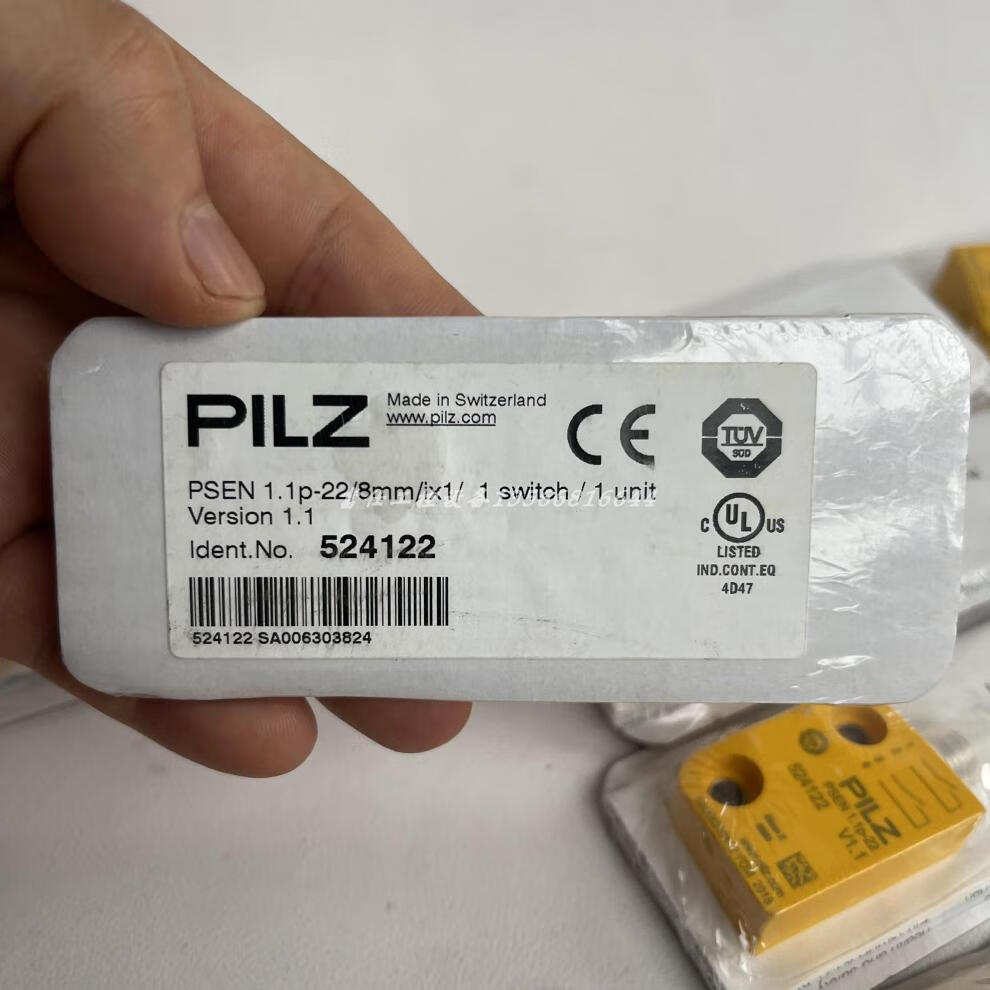 PILZ
Made in Switzerland
www.pilz.com
CE
TÜV
SÜD
PSEN 1.1p-22/8mm/ix1/ 1 switch / 1 unit
Version 1.1
Ident.No. 524122
C UL US
LISTED
IND.CONT.EQ
4D47
524122 SA006303824
PILZ
PSEN 1.1p-22
V1.1
524122
2018